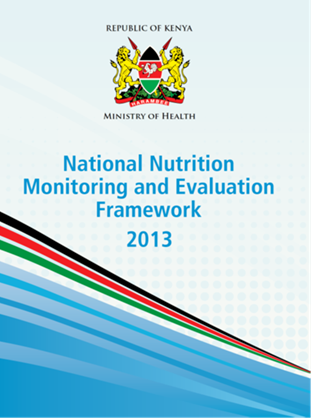 REPUBLIC OF KENYA
HARAMBEE
MINISTRY OF HEALTH
National Nutrition
Monitoring and Evaluation
Framework
2013